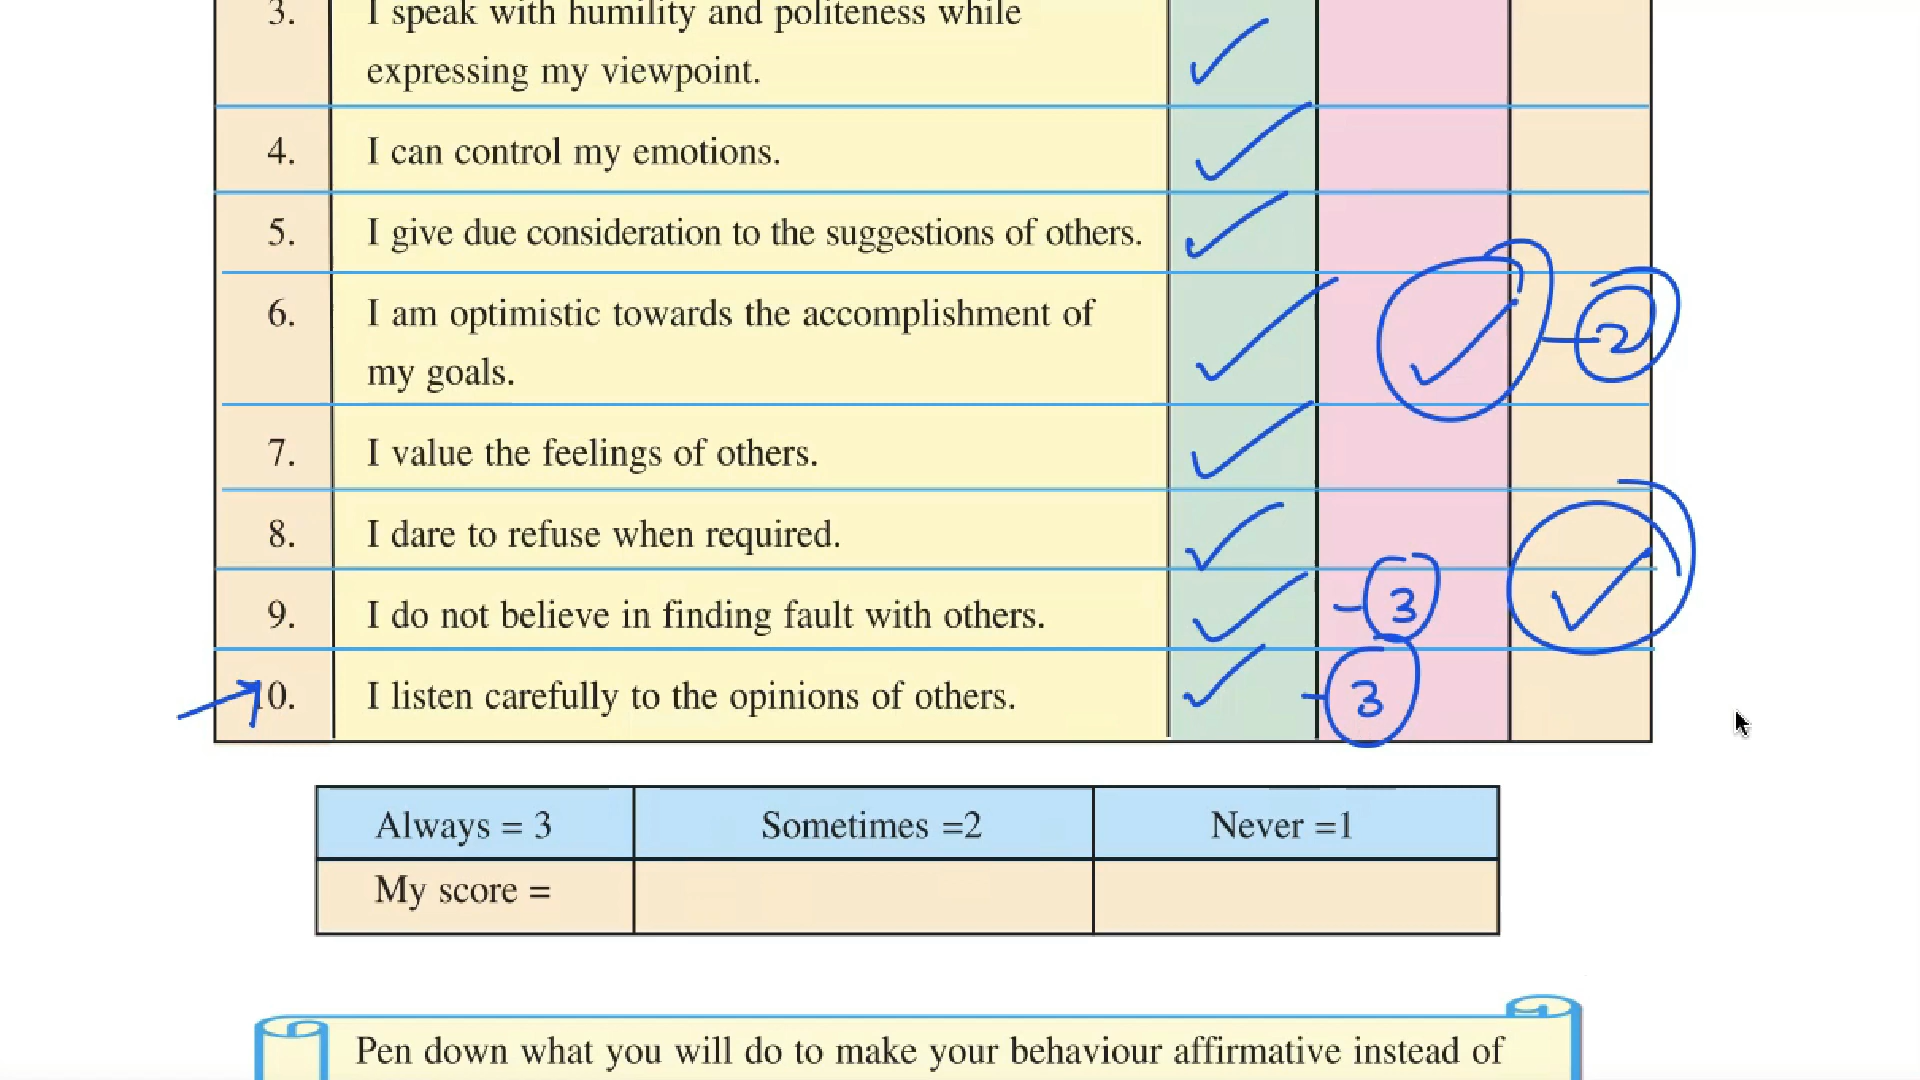 3. I speak with humility and politeness while
expressing my viewpoint.
4. I can control my emotions.
5. I give due consideration to the suggestions of others.
6. I am optimistic towards the accomplishment of
my goals.
2
7. I value the feelings of others.
8. I dare to refuse when required.
9. I do not believe in finding fault with others. - 3
10. I listen carefully to the opinions of others. - 3
Always = 3 Sometimes =2 Never =1
My score =
Pen down what you will do to make your behaviour affirmative instead of